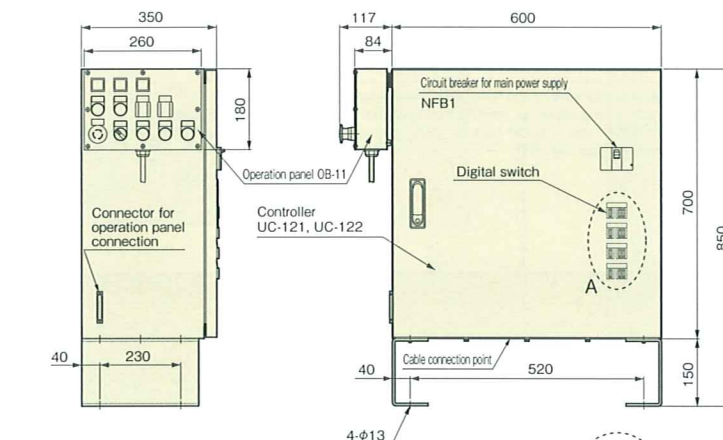 350
260
180
Operation panel OB-11
Connector for
operation panel
connection
40
230
117
84
600
Circuit breaker for main power supply
NFB1
Digital switch
Controller
UC-121, UC-122
A
700
850
Cable connection point
40
520
150
4-φ13